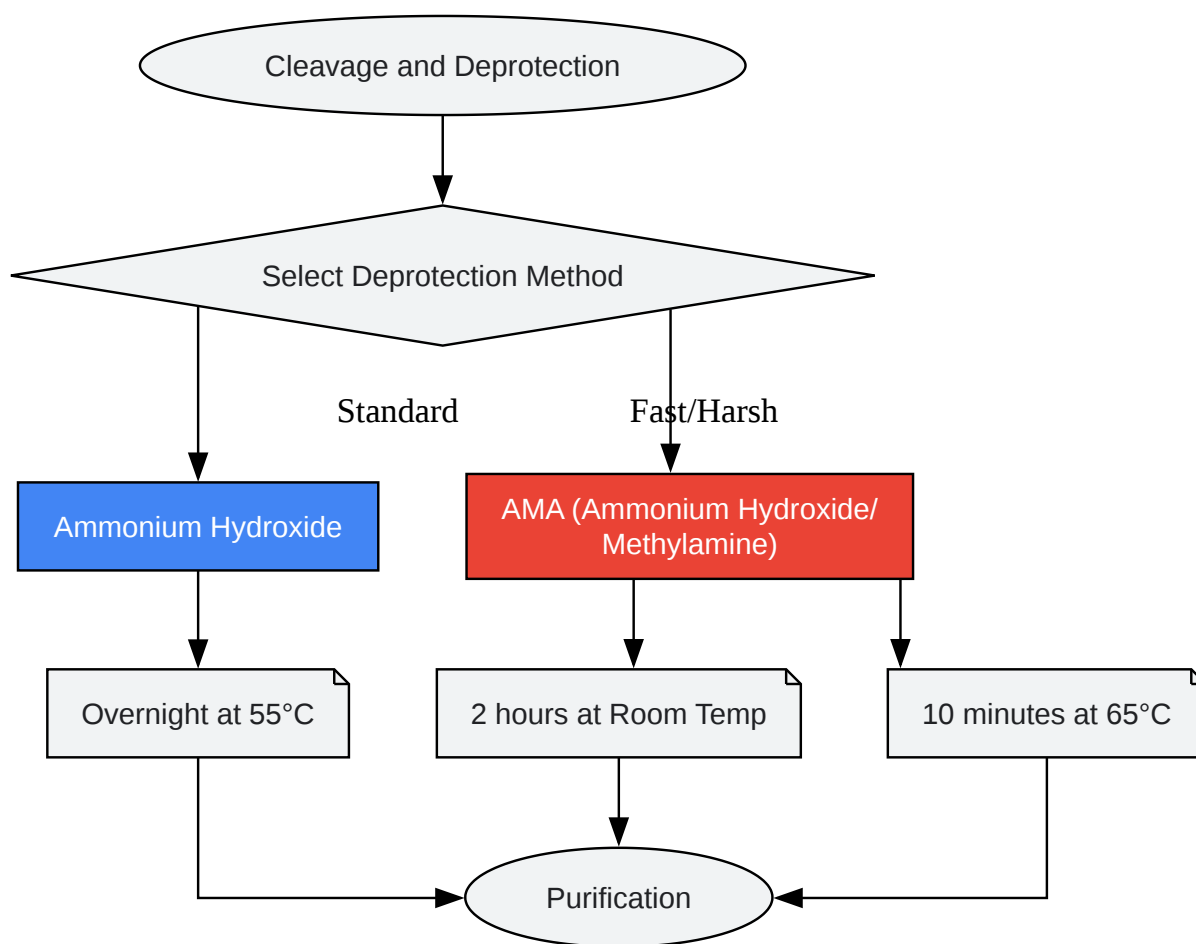 Cleavage and Deprotection
Select Deprotection Method
Standard
Fast/Harsh
Ammonium Hydroxide
AMA (Ammonium Hydroxide/
Methylamine)
Overnight at 55°C
2 hours at Room Temp
10 minutes at 65°C
Purification